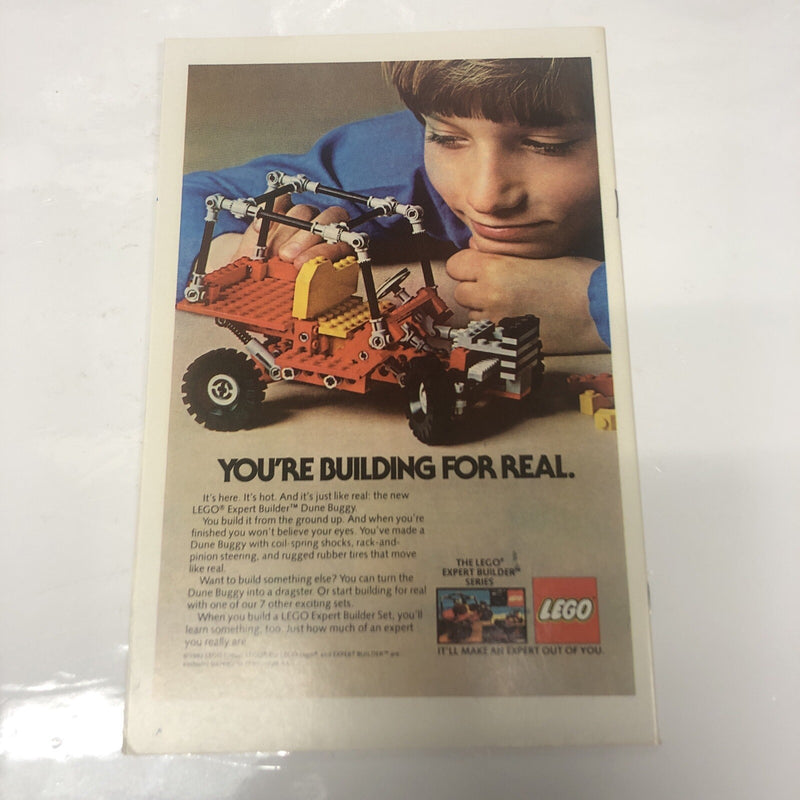 YOU'RE BUILDING FOR REAL.
It's here. It's hot. And it's just like real: the new
LEGO® Expert Builder™ Dune Buggy.
You build it from the ground up. And when you're
finished you won't believe your eyes. You've made a
Dune Buggy with coil-spring shocks, rack-and-
pinion steering, and rugged rubber tires that move
like real.
Want to build something else? You can turn the
Dune Buggy into a dragster. Or start building for real
with one of our 7 other exciting sets.
When you build a LEGO Expert Builder Set, you'll
learn something, too. Just how much of an expert
you really are.
THE LEGO®
EXPERT BUILDER™
SERIES
LEGO
IT'LL MAKE AN EXPERT OUT OF YOU.